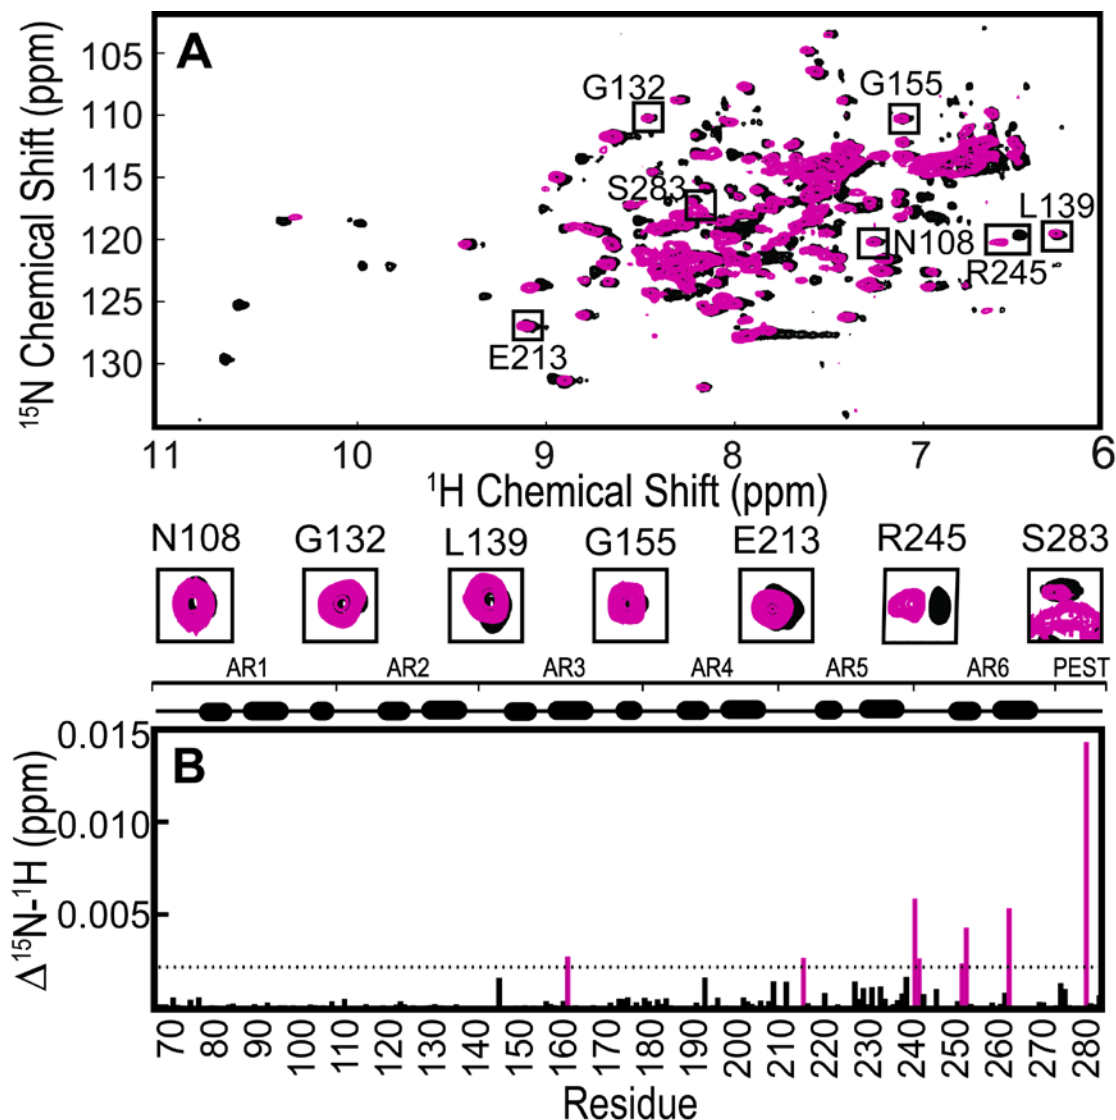 A
105
110
115
120
125
130
¹⁵N Chemical Shift (ppm)
G132
G155
S283
L139
N108
R245
E213
11 10 9 8 7 6
¹H Chemical Shift (ppm)
N108 G132 L139 G155 E213 R245 S283
AR1 AR2 AR3 AR4 AR5 AR6 PEST
B
0.015
0.010
0.005
Δ¹⁵N-¹H (ppm)
70 80 90 100 110 120 130 140 150 160 170 180 190 200 210 220 230 240 250 260 270 280
Residue